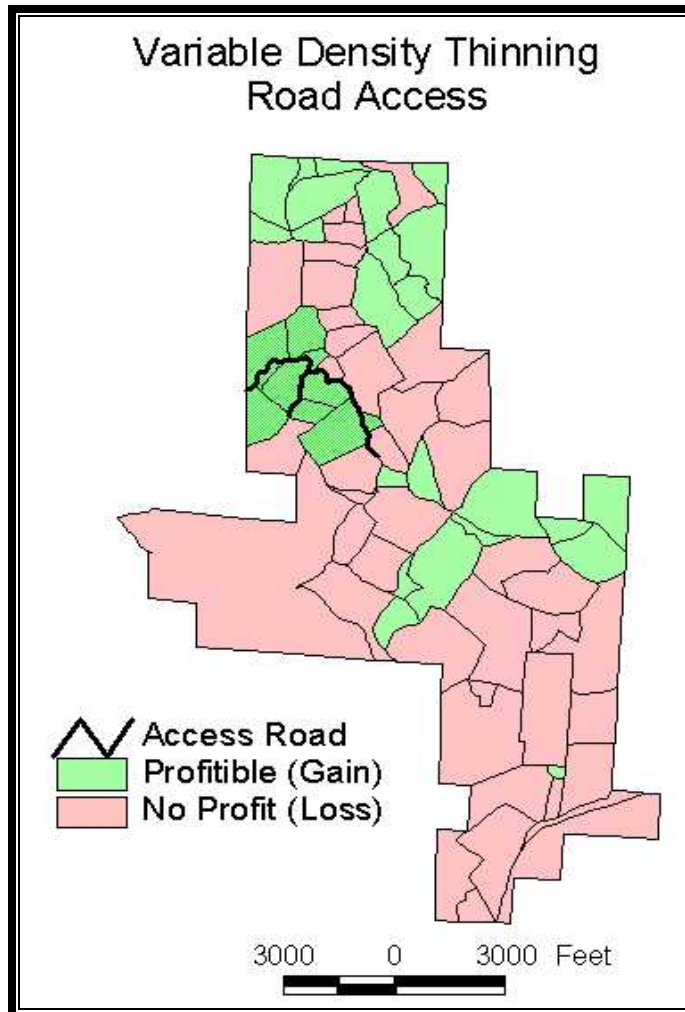 Variable Density Thinning
Road Access
Access Road
Profitible (Gain)
No Profit (Loss)
3000 0 3000 Feet